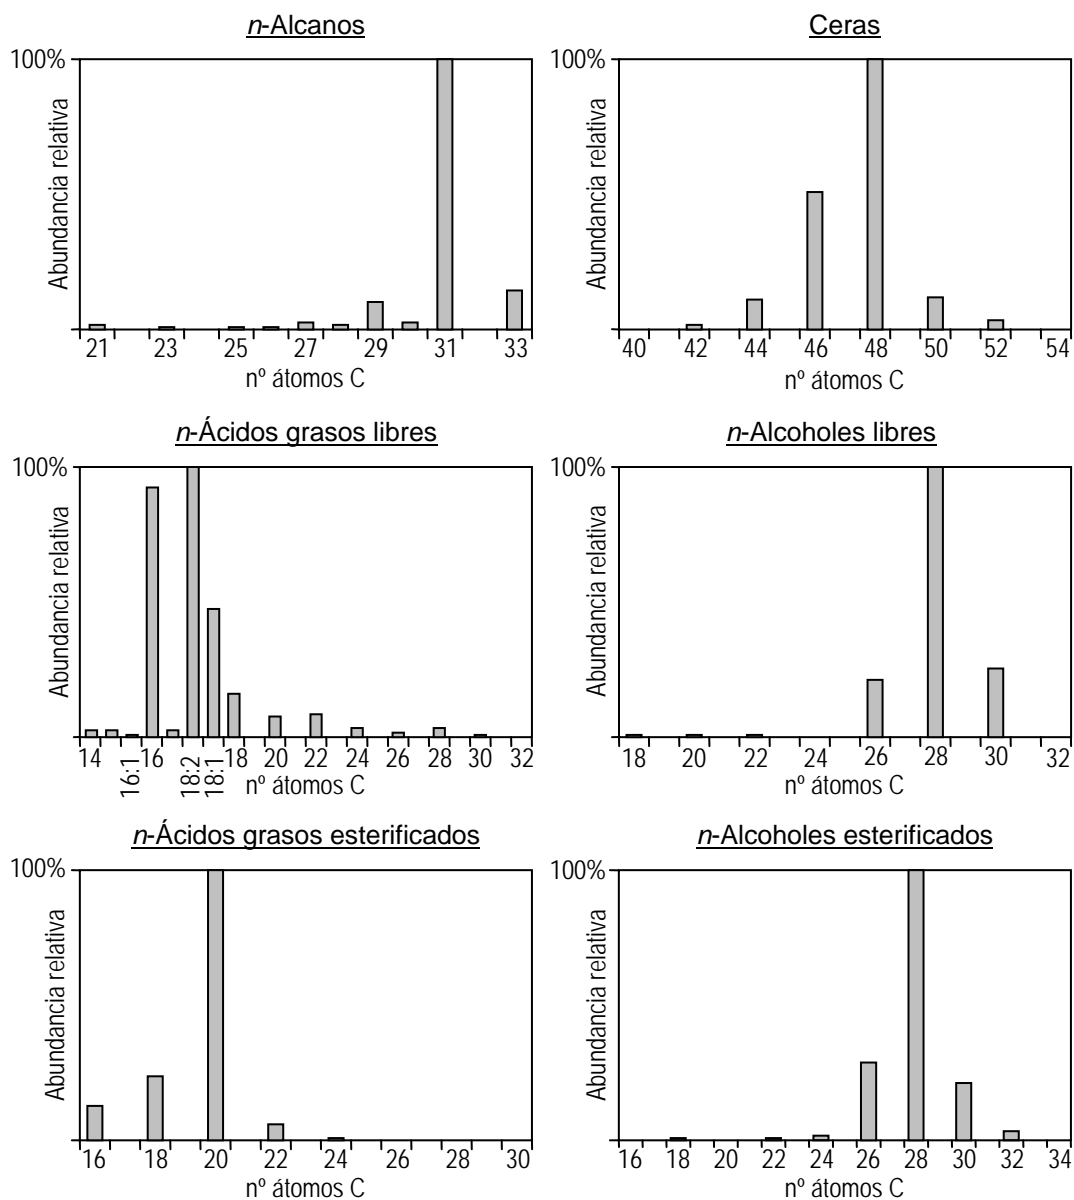 n-Alcanos
100%
Abundancia relativa
21 23 25 27 29 31 33
nº átomos C
Ceras
100%
Abundancia relativa
40 42 44 46 48 50 52 54
nº átomos C
n-Ácidos grasos libres
100%
Abundancia relativa
14 16:1 16 18:2 18:1 18 20 22 24 26 28 30 32
nº átomos C
n-Alcoholes libres
100%
Abundancia relativa
18 20 22 24 26 28 30 32
nº átomos C
n-Ácidos grasos esterificados
100%
Abundancia relativa
16 18 20 22 24 26 28 30
nº átomos C
n-Alcoholes esterificados
100%
Abundancia relativa
16 18 20 22 24 26 28 30 32 34
nº átomos C